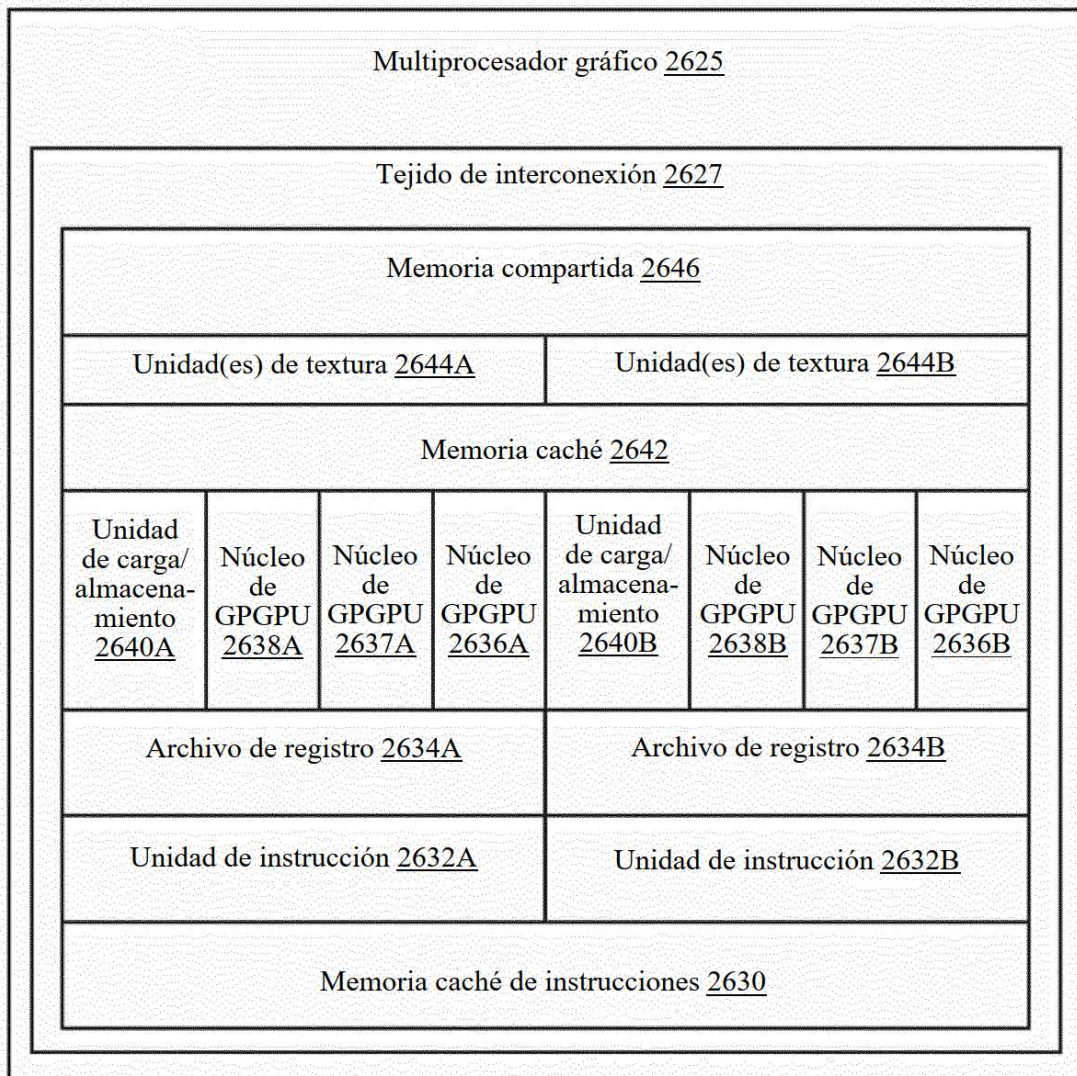 Multiprocesador gráfico 2625
Tejido de interconexión 2627
Memoria compartida 2646
Unidad(es) de textura 2644A
Unidad(es) de textura 2644B
Memoria caché 2642
Unidad
de carga/
almacena-
miento
2640A
Núcleo
de
GPGPU
2638A
Núcleo
de
GPGPU
2637A
Núcleo
de
GPGPU
2636A
Unidad
de carga/
almacena-
miento
2640B
Núcleo
de
GPGPU
2638B
Núcleo
de
GPGPU
2637B
Núcleo
de
GPGPU
2636B
Archivo de registro 2634A
Archivo de registro 2634B
Unidad de instrucción 2632A
Unidad de instrucción 2632B
Memoria caché de instrucciones 2630